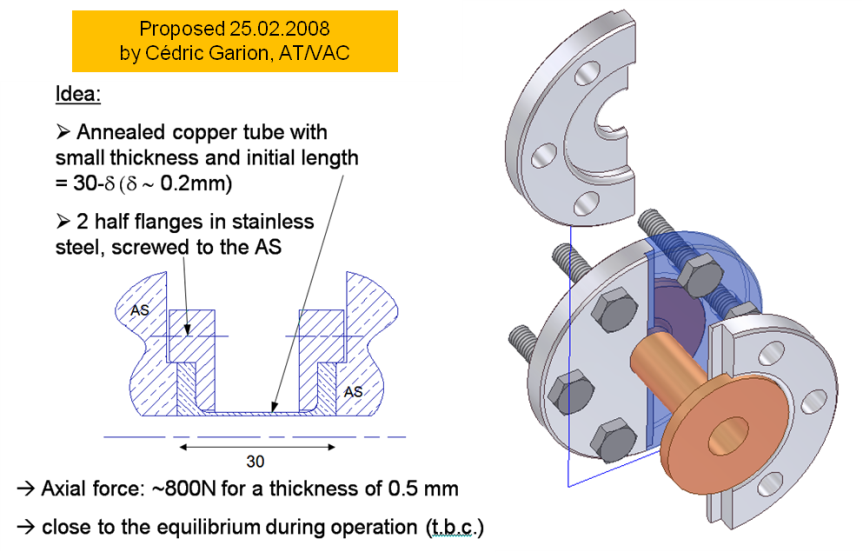 Proposed 25.02.2008
by Cédric Garion, AT/VAC
Idea:
➢ Annealed copper tube with
small thickness and initial length
= 30-δ (δ ~ 0.2mm)
➢ 2 half flanges in stainless
steel, screwed to the AS
AS
AS
30
→ Axial force: ~800N for a thickness of 0.5 mm
→ close to the equilibrium during operation (t.b.c.)